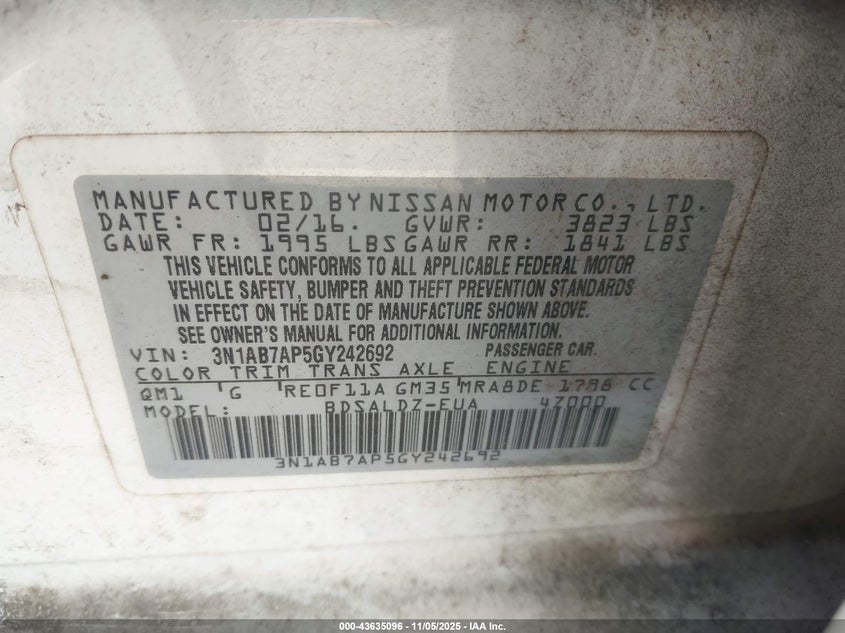 MANUFACTURED BY NISSAN MOTOR CO., LTD.
DATE: 02/16. GVWR: 3823 LBS
GAWR FR: 1995 LBS GAWR RR: 1841 LBS
THIS VEHICLE CONFORMS TO ALL APPLICABLE FEDERAL MOTOR
VEHICLE SAFETY, BUMPER AND THEFT PREVENTION STANDARDS
IN EFFECT ON THE DATE OF MANUFACTURE SHOWN ABOVE.
SEE OWNER'S MANUAL FOR ADDITIONAL INFORMATION.
VIN: 3N1AB7AP5GY242692 PASSENGER CAR.
COLOR TRIM TRANS AXLE ENGINE
QM1 G RE0F11A GM35 MRA8DE 1798 CC
MODEL: BDSALDZ-EUA 4Z000
3N1AB7AP5GY242692
000-43635096 - 11/05/2025 - IAA Inc.